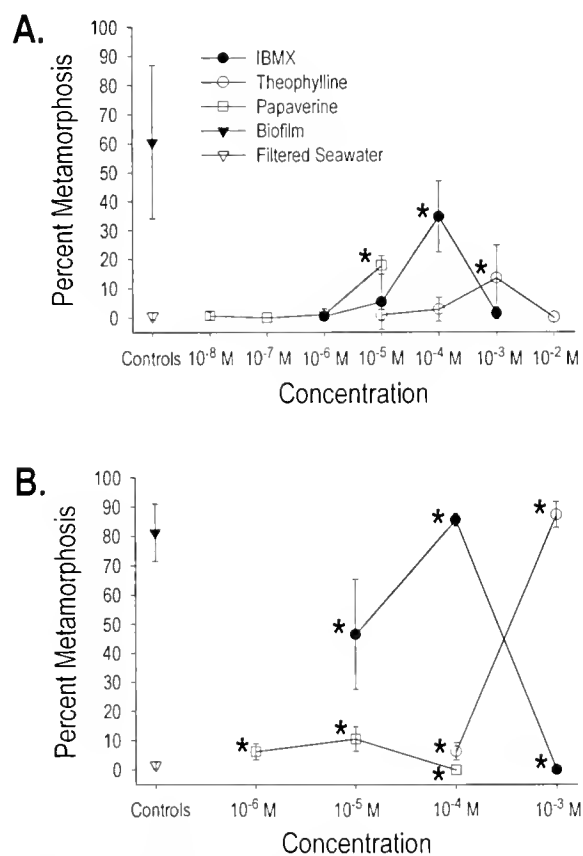 A.
Percent Metamorphosis
100
90
80
70
60
50
40
30
20
10
0
IBMX
Theophylline
Papaverine
Biofilm
Filtered Seawater
*
*
*
Controls 10⁻⁸ M 10⁻⁷ M 10⁻⁶ M 10⁻⁵ M 10⁻⁴ M 10⁻³ M 10⁻² M
Concentration
B.
Percent Metamorphosis
100
90
80
70
60
50
40
30
20
10
0
*
*
*
*
*
*
*
*
Controls 10⁻⁶ M 10⁻⁵ M 10⁻⁴ M 10⁻³ M
Concentration